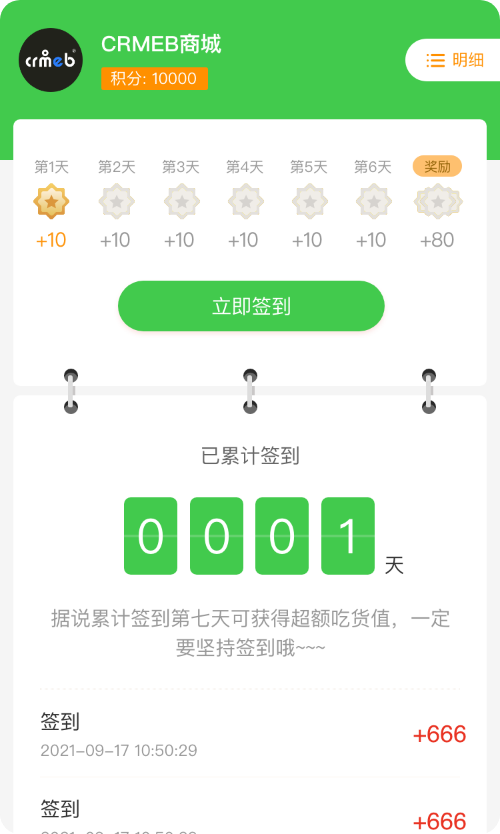 crmeb
CRMEB商城
积分: 10000
明细
第1天 第2天 第3天 第4天 第5天 第6天 奖励
+10 +10 +10 +10 +10 +10 +80
立即签到
已累计签到
0 0 0 1 天
据说累计签到第七天可获得超额吃货值，一定
要坚持签到哦~~~
签到
+666
2021-09-17 10:50:29
签到
+666